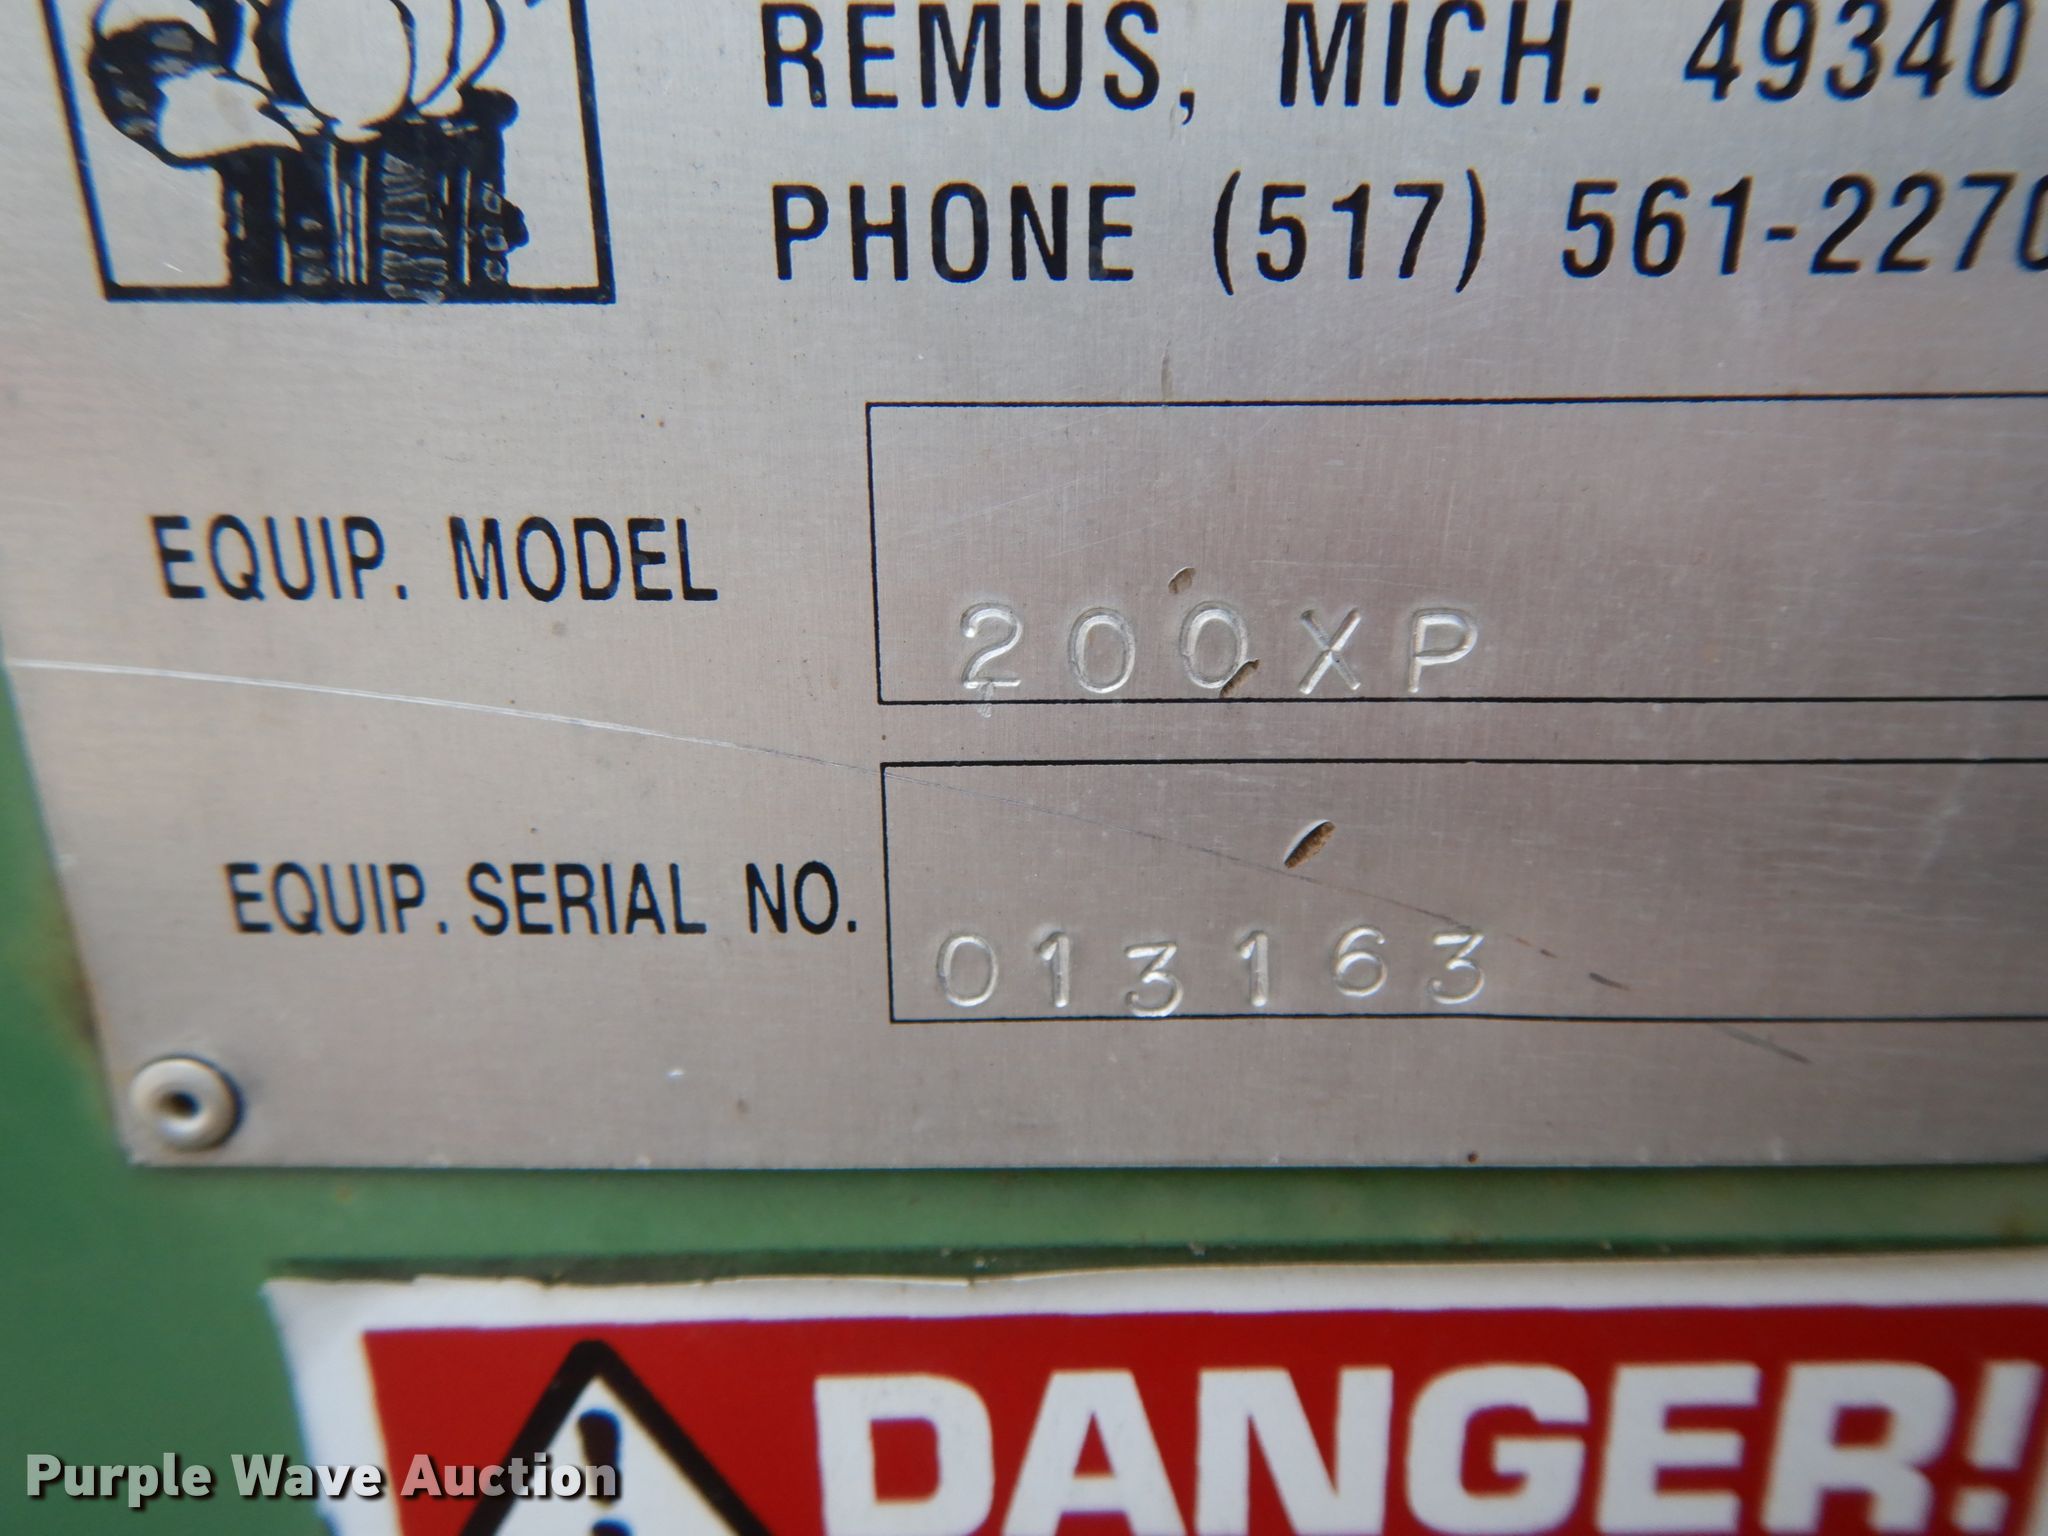 REMUS, MICH. 49340
PHONE (517) 561-2270
EQUIP. MODEL 200XP
EQUIP. SERIAL NO. 013163
DANGER!
Purple Wave Auction